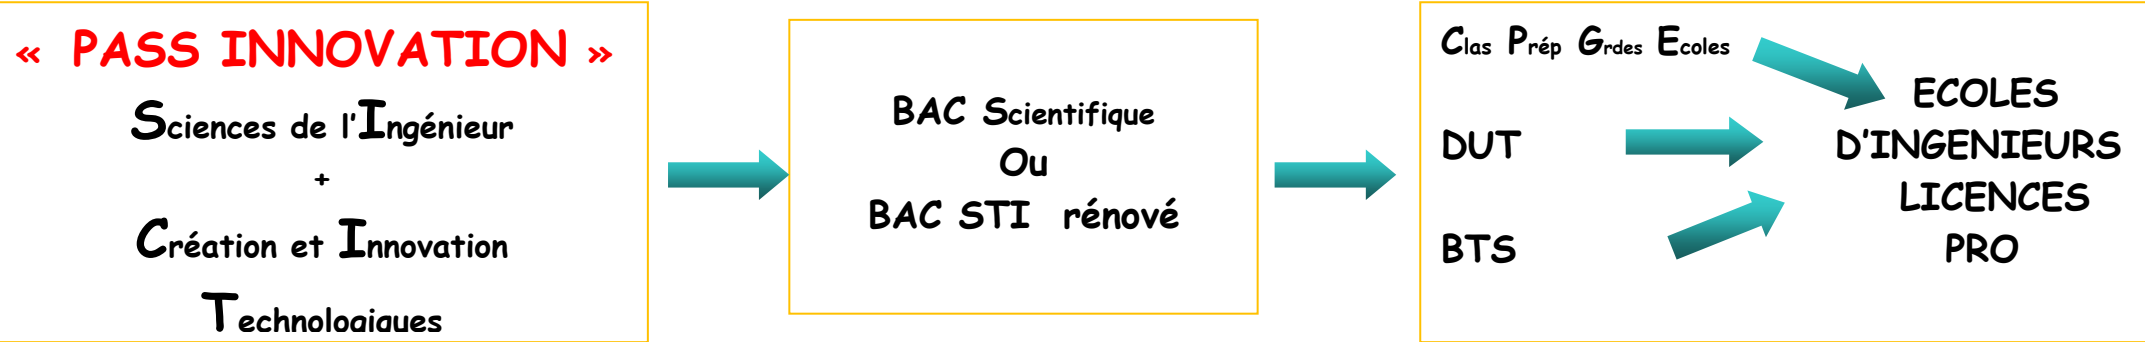 « PASS INNOVATION »
Sciences de l'Ingénieur
+
Création et Innovation
Technologiques
BAC Scientifique
Ou
BAC STI rénové
Clas Prép Grdes Ecoles
DUT
BTS
ECOLES
D'INGENIEURS
LICENCES
PRO